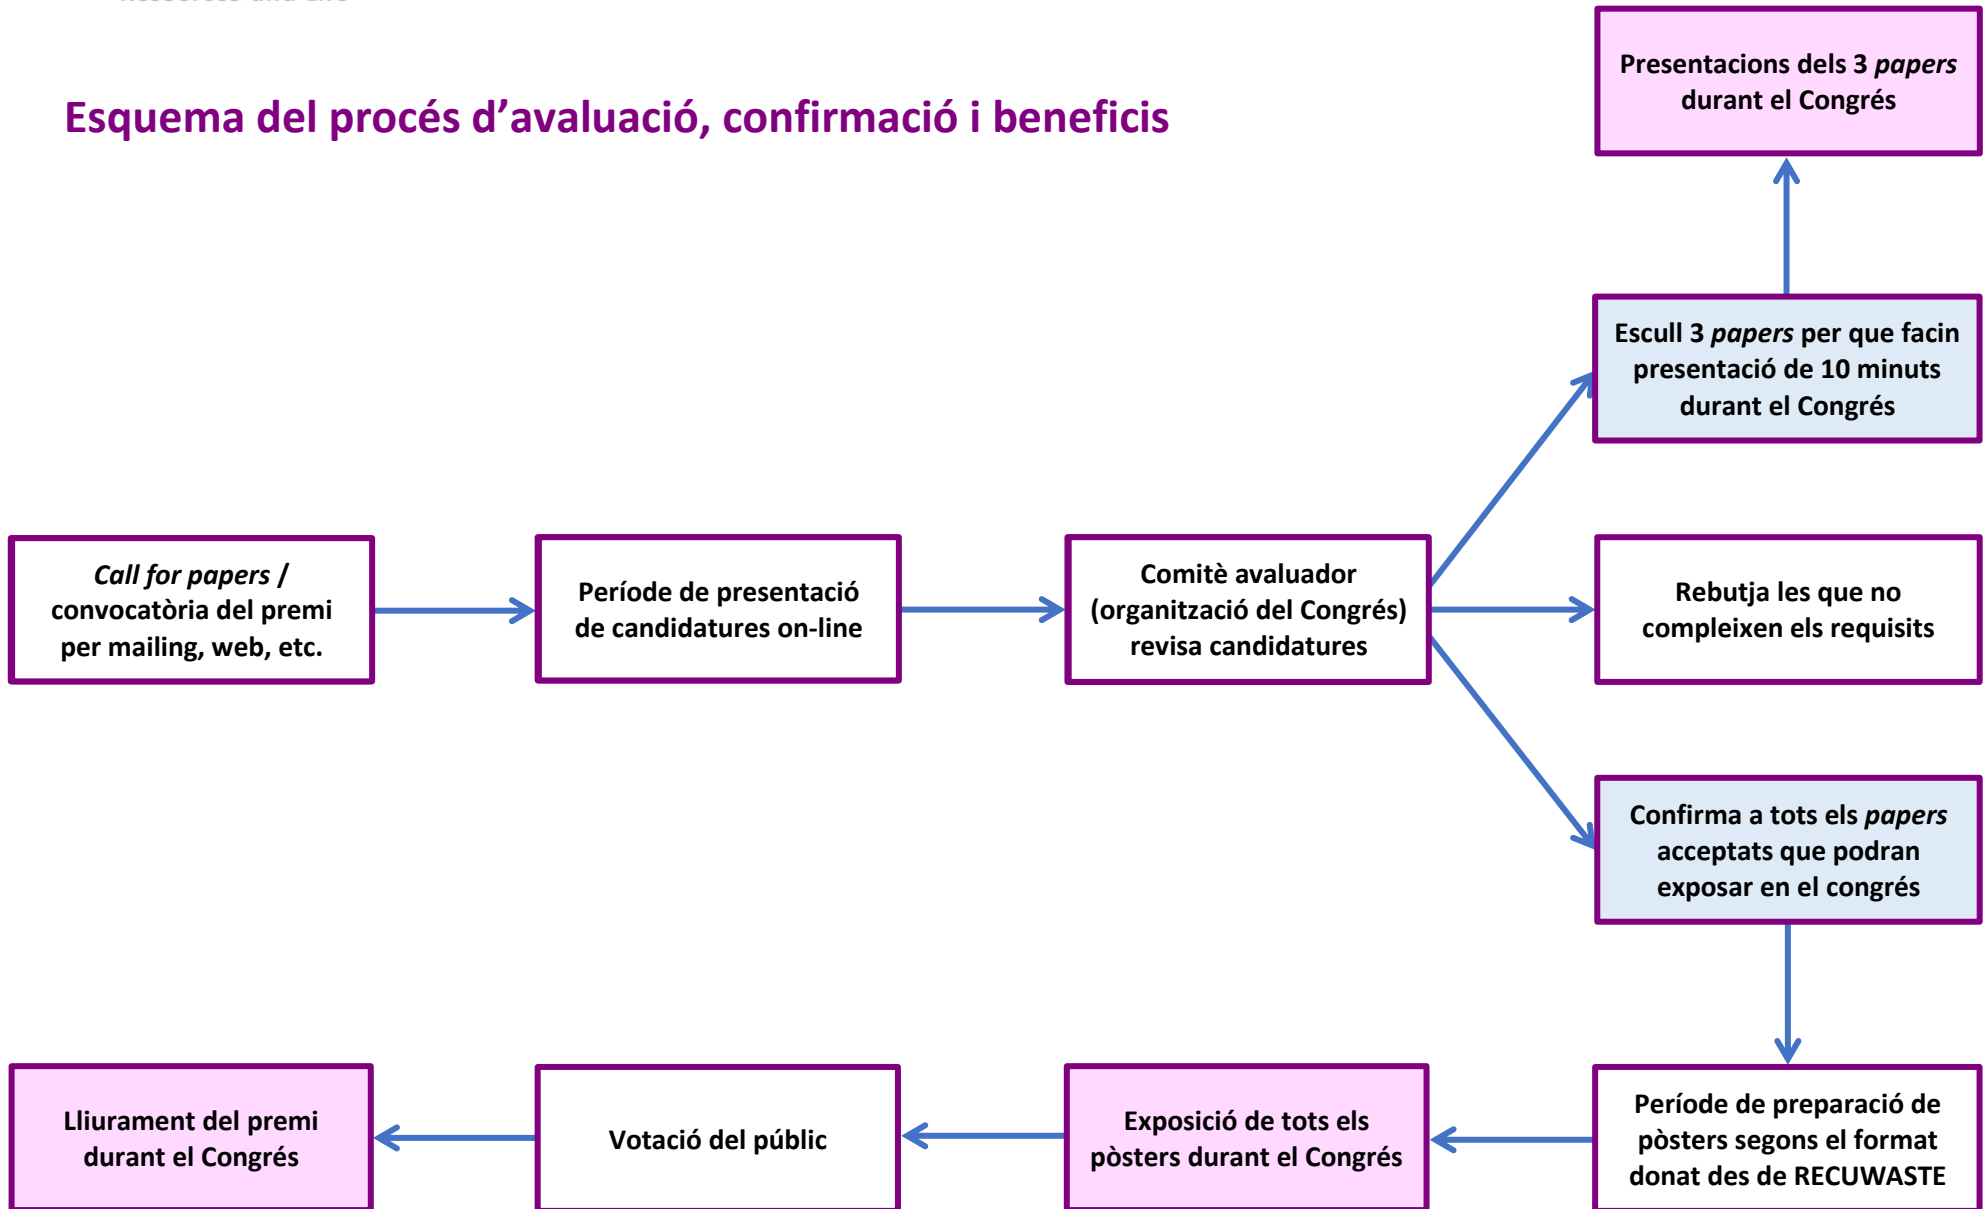 Esquema del procés d’avaluació, confirmació i beneficis
Presentacions dels 3 papers
durant el Congrés
Escull 3 papers per que facin
presentació de 10 minuts
durant el Congrés
Call for papers /
convocatòria del premi
per mailing, web, etc.
Període de presentació
de candidatures on-line
Comitè avaluador
(organització del Congrés)
revisa candidatures
Rebutja les que no
compleixen els requisits
Confirma a tots els papers
acceptats que podran
exposar en el congrés
Període de preparació de
pòsters segons el format
donat des de RECUWASTE
Exposició de tots els
pòsters durant el Congrés
Votació del públic
Lliurament del premi
durant el Congrés